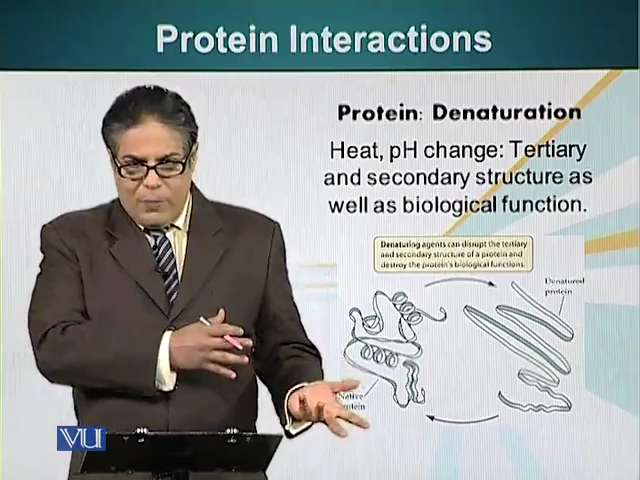 Protein Interactions
Protein: Denaturation
Heat, pH change: Tertiary
and secondary structure as
well as biological function.
Denaturing agents can disrupt the tertiary
and secondary structure of a protein and
destroy the protein's biological functions.
Denatured
protein
Native
protein
VU